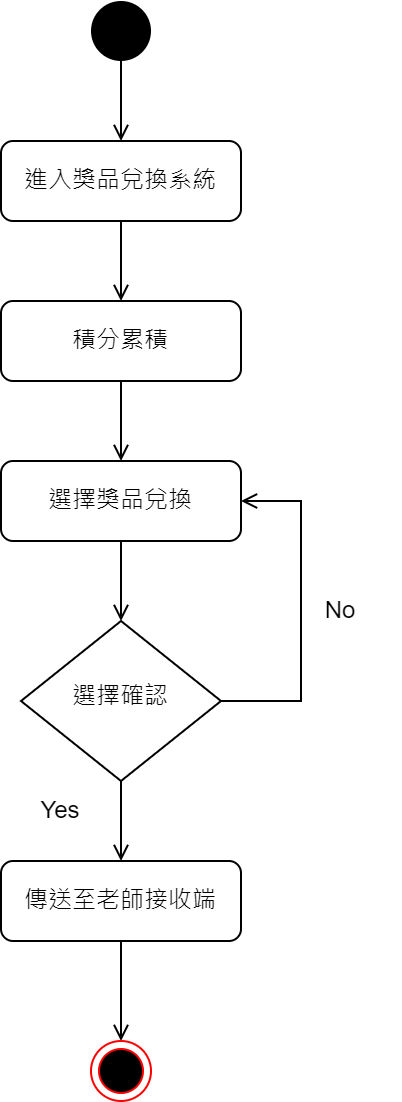 進入獎品兌換系統
積分累積
選擇獎品兌換
No
選擇確認
Yes
傳送至老師接收端